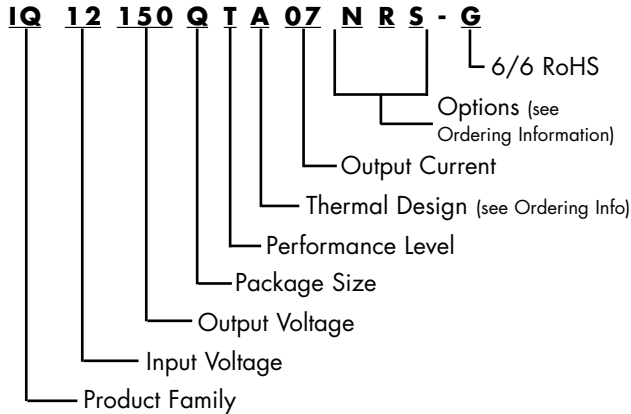 IQ 12 150 Q T A 07 N R S - G
6/6 RoHS
Options (see
Ordering Information)
Output Current
Thermal Design (see Ordering Info)
Performance Level
Package Size
Output Voltage
Input Voltage
Product Family